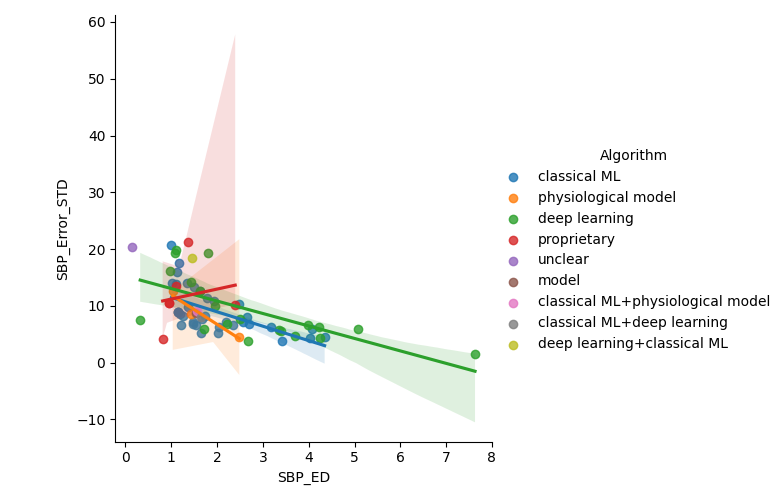 60
50
40
30
20
10
0
−10
SBP_Error_STD
0 1 2 3 4 5 6 7 8
SBP_ED
Algorithm
classical ML
physiological model
deep learning
proprietary
unclear
model
classical ML+physiological model
classical ML+deep learning
deep learning+classical ML